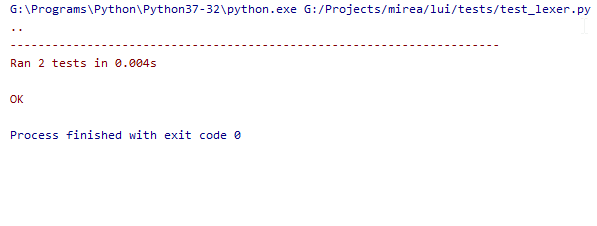 G:\Programs\Python\Python37-32\python.exe G:/Projects/mirea/lui/tests/test_lexer.py
..
----------------------------------------------------------------------
Ran 2 tests in 0.004s
OK
Process finished with exit code 0